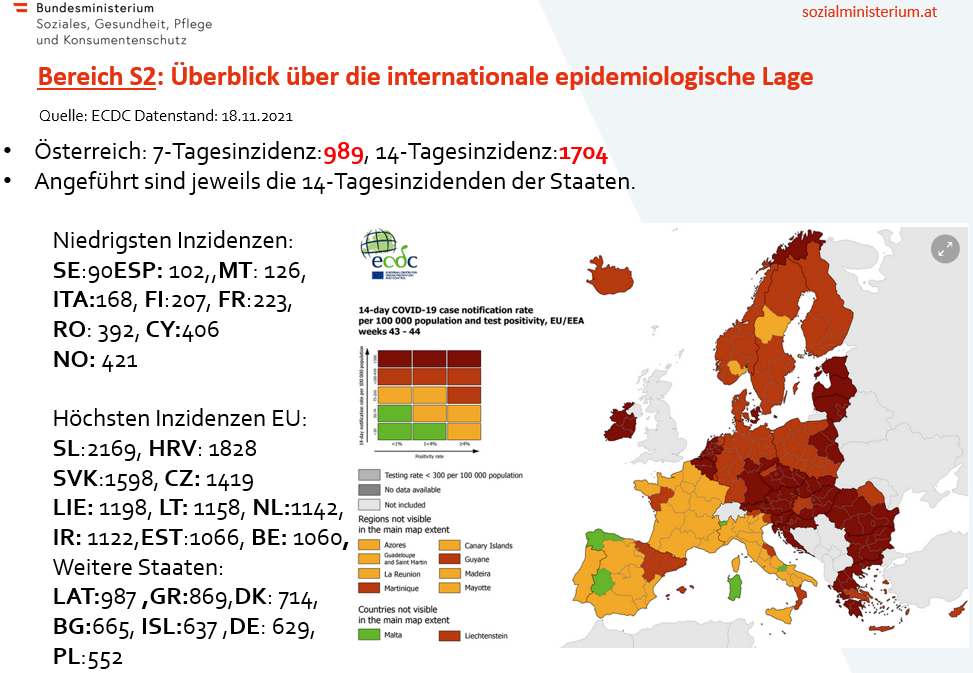 Bundesministerium
Soziales, Gesundheit, Pflege
und Konsumentenschutz
sozialministerium.at
Bereich S2: Überblick über die internationale epidemiologische Lage
Quelle: ECDC Datenstand: 18.11.2021
• Österreich: 7-Tagesinzidenz:989, 14-Tagesinzidenz:1704
• Angeführt sind jeweils die 14-Tagesinzidenden der Staaten.
Niedrigsten Inzidenzen:
SE:90ESP: 102,,MT: 126,
ITA:168, FI:207, FR:223,
RO: 392, CY:406
NO: 421
Höchsten Inzidenzen EU:
SL:2169, HRV: 1828
SVK:1598, CZ: 1419
LIE: 1198, LT: 1158, NL:1142,
IR: 1122,EST:1066, BE: 1060,
Weitere Staaten:
LAT:987 ,GR:869,DK: 714,
BG:665, ISL:637 ,DE: 629,
PL:552
ecdc
EUROPEAN CENTRE FOR
DISEASE PREVENTION
AND CONTROL
14-day COVID-19 case notification rate
per 100 000 population and test positivity, EU/EEA
weeks 43 - 44
14-day notification rate per 100 000 population
<1%
1-<4%
≥4%
Positivity rate
Testing rate < 300 per 100 000 population
No data available
Not included
Regions not visible
in the main map extent
Azores
Canary Islands
Guadeloupe
and Saint Martin
Guyane
La Reunion
Madeira
Martinique
Mayotte
Countries not visible
in the main map extent
Malta
Liechtenstein